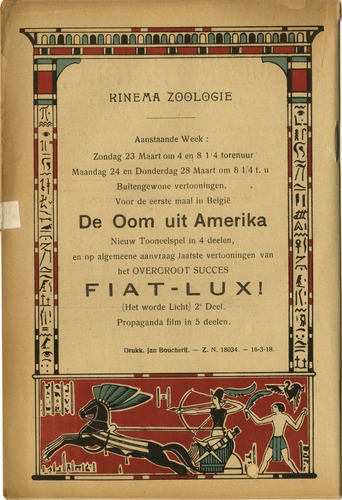 KINEMA ZOOLOGIE
Aanstaande Week :
Zondag 23 Maart om 4 en 8 1/4 torenuur
Maandag 24 en Donderdag 28 Maart om 8 1/4 t. u
Buitengewone vertooningen.
Voor de eerste maal in België
De Oom uit Amerika
Nieuw Tooneelspel in 4 deelen,
en op algemeene aanvraag laatste vertooningen van
het OVERGROOT SUCCES
FIAT-LUX!
(Het worde Licht) 2e Deel.
Propaganda film in 5 deelen.
Drukk. Jan Boucherij. — Z. N. 18034. — 16-3-18.